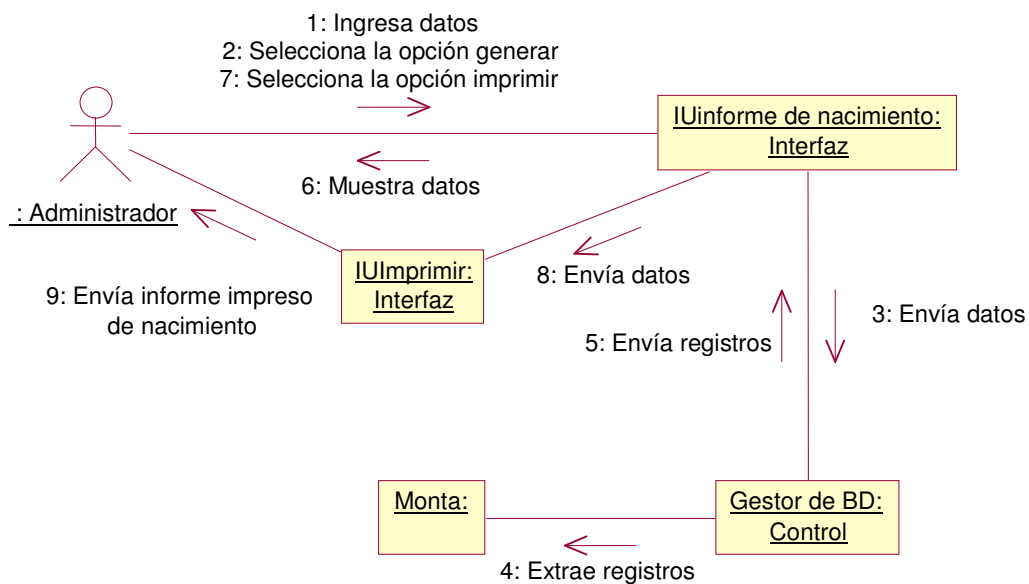 1: Ingresa datos
2: Selecciona la opción generar
7: Selecciona la opción imprimir
IUinforme de nacimiento:
Interfaz
6: Muestra datos
: Administrador
IUImprimir:
Interfaz
8: Envía datos
9: Envía informe impreso
de nacimiento
3: Envía datos
5: Envía registros
Monta:
Gestor de BD:
Control
4: Extrae registros